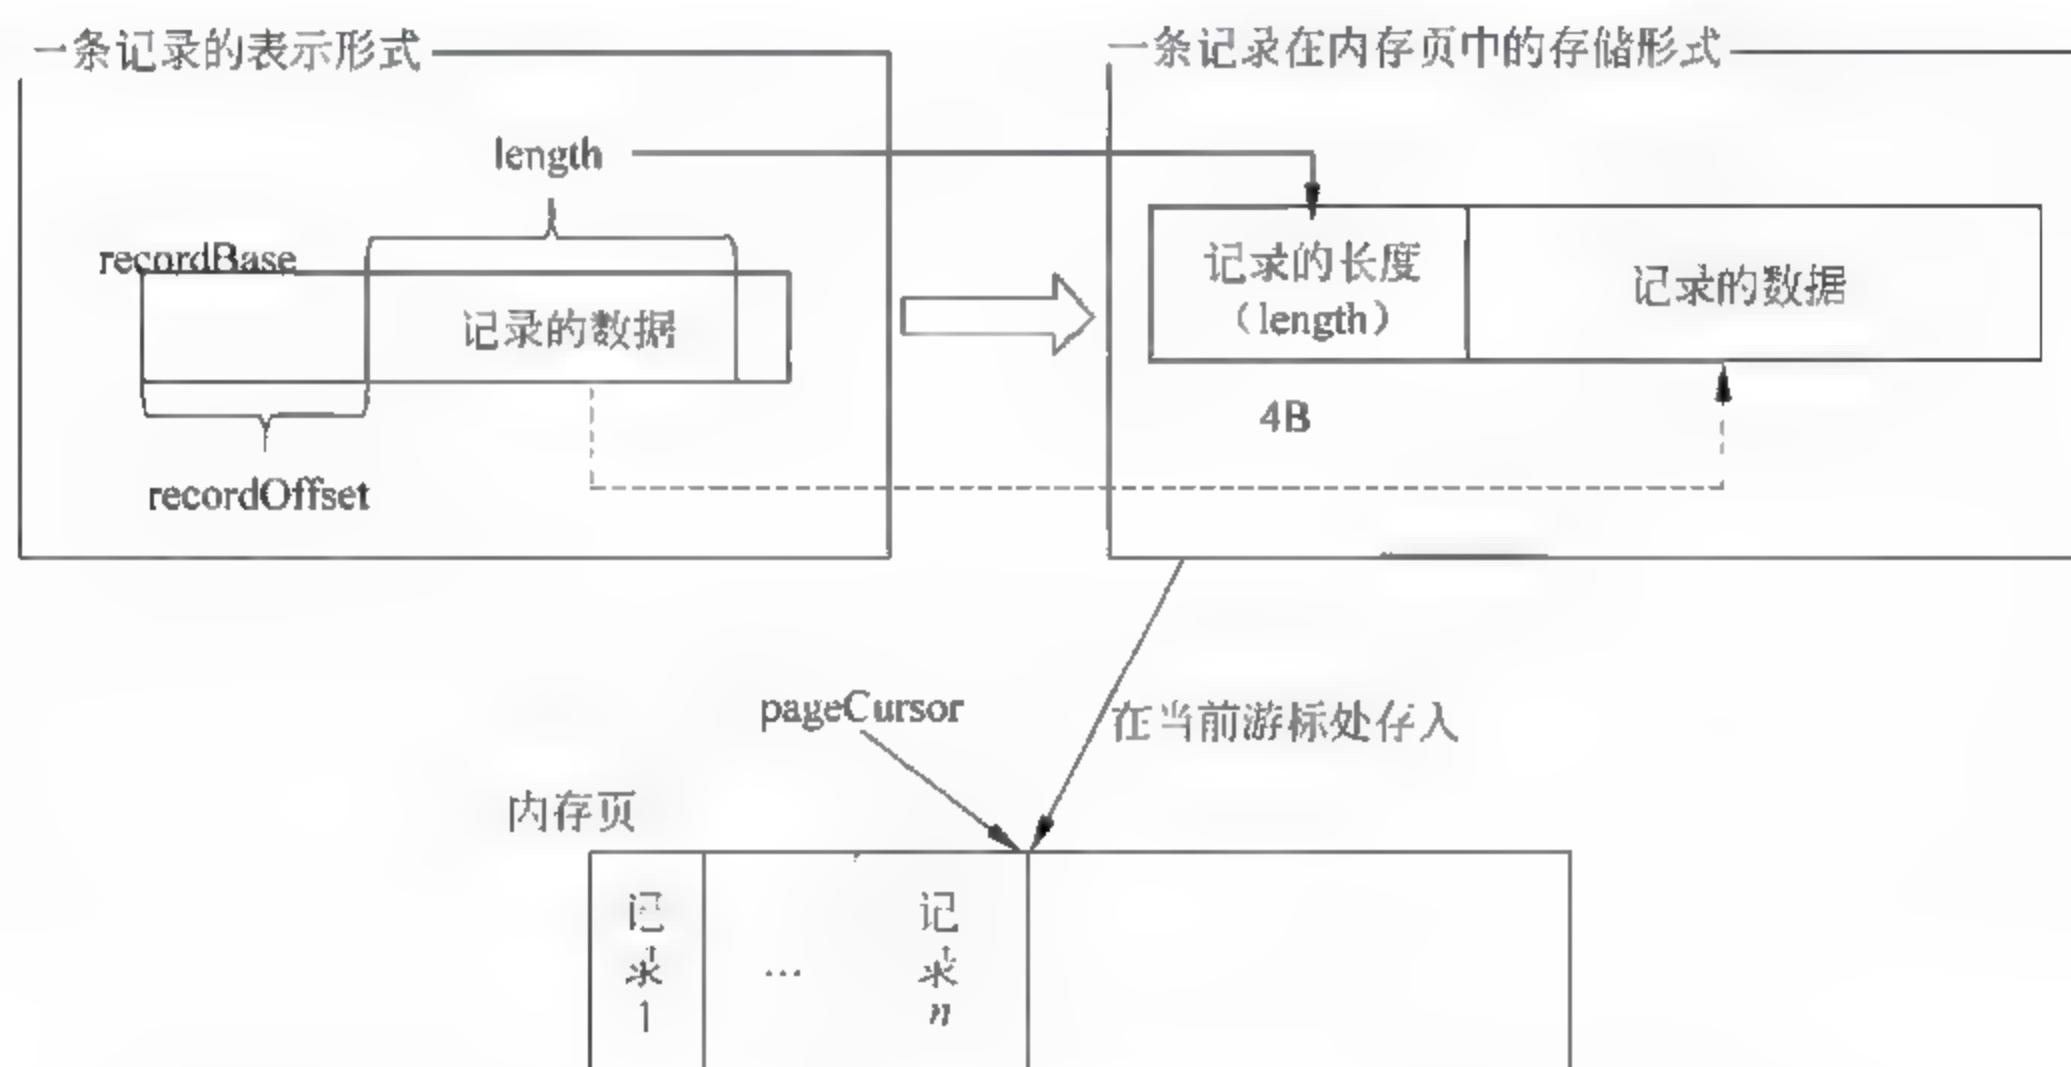 一条记录的表示形式
一条记录在内存页中的存储形式
length
recordBase
记录的数据
recordOffset
记录的长度
（length）
记录的数据
4B
pageCursor
在当前游标处存入
内存页
记录1
…
记录n